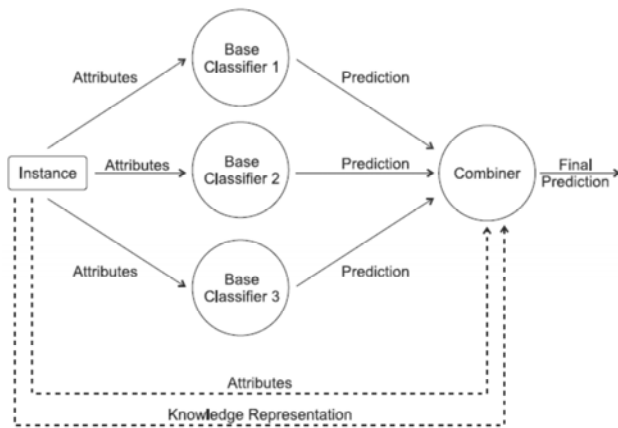 Base
Classifier 1
Attributes
Prediction
Instance
Attributes
Base
Classifier 2
Prediction
Combiner
Final
Prediction
Attributes
Base
Classifier 3
Prediction
Attributes
Knowledge Representation